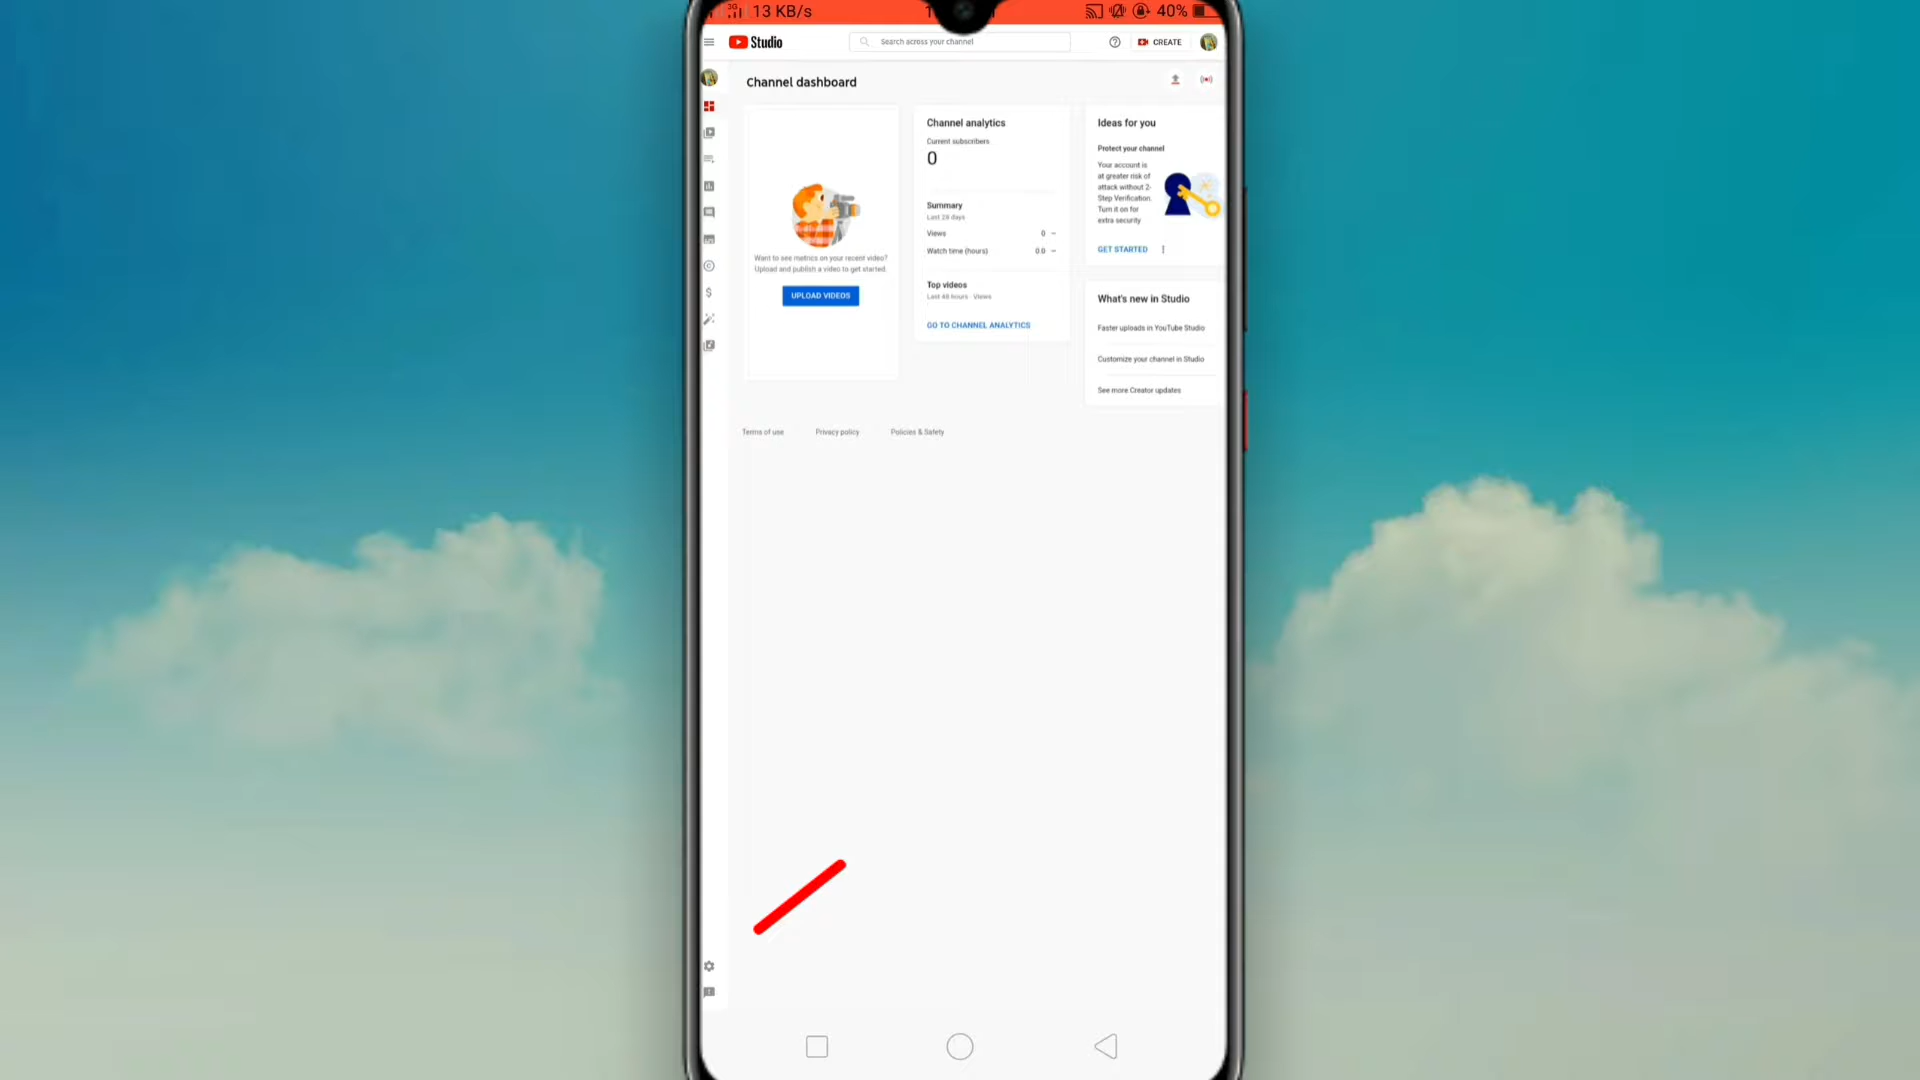 3G 13 KB/s
40%
Studio
Search across your channel
CREATE
Channel dashboard
Want to see metrics on your recent video?
Upload and publish a video to get started.
UPLOAD VIDEOS
Channel analytics
Current subscribers
0
Summary
Last 28 days
Views 0 –
Watch time (hours) 0.0 –
Top videos
Last 48 hours · Views
GO TO CHANNEL ANALYTICS
Ideas for you
Protect your channel
Your account is
at greater risk of
attack without 2-
Step Verification.
Turn it on for
extra security
GET STARTED
What's new in Studio
Faster uploads in YouTube Studio
Customize your channel in Studio
See more Creator updates
Terms of use
Privacy policy
Policies & Safety